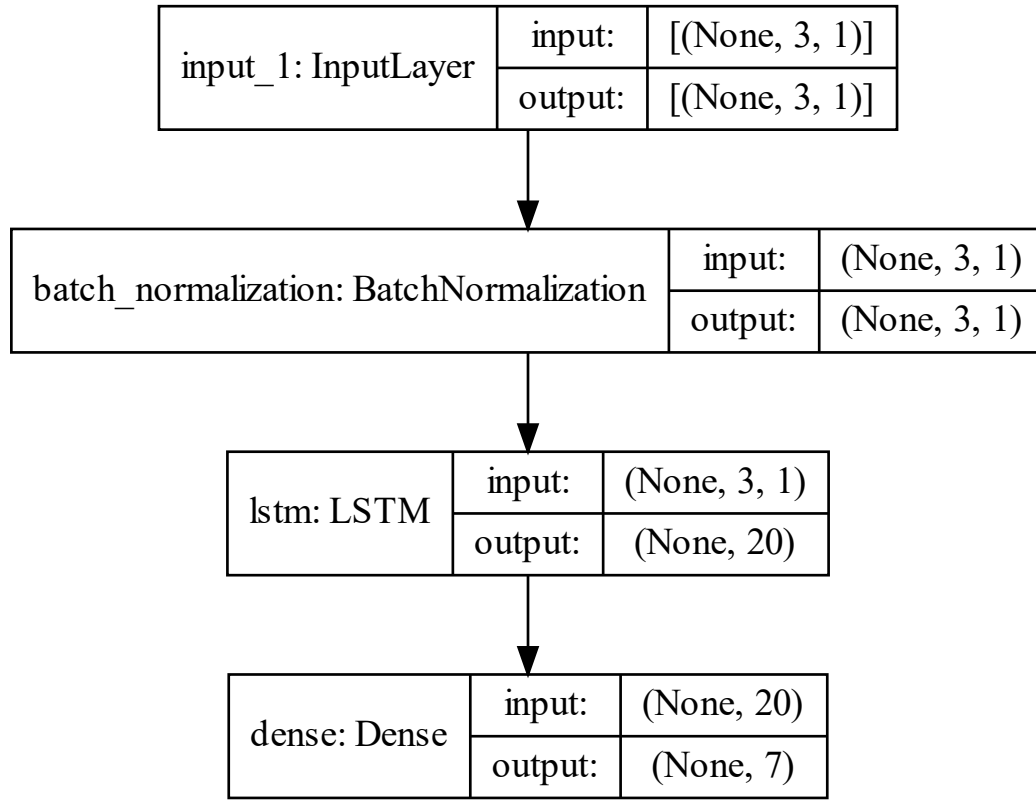 input_1: InputLayer
input:
[(None, 3, 1)]
output:
[(None, 3, 1)]
batch_normalization: BatchNormalization
input:
(None, 3, 1)
output:
(None, 3, 1)
lstm: LSTM
input:
(None, 3, 1)
output:
(None, 20)
dense: Dense
input:
(None, 20)
output:
(None, 7)